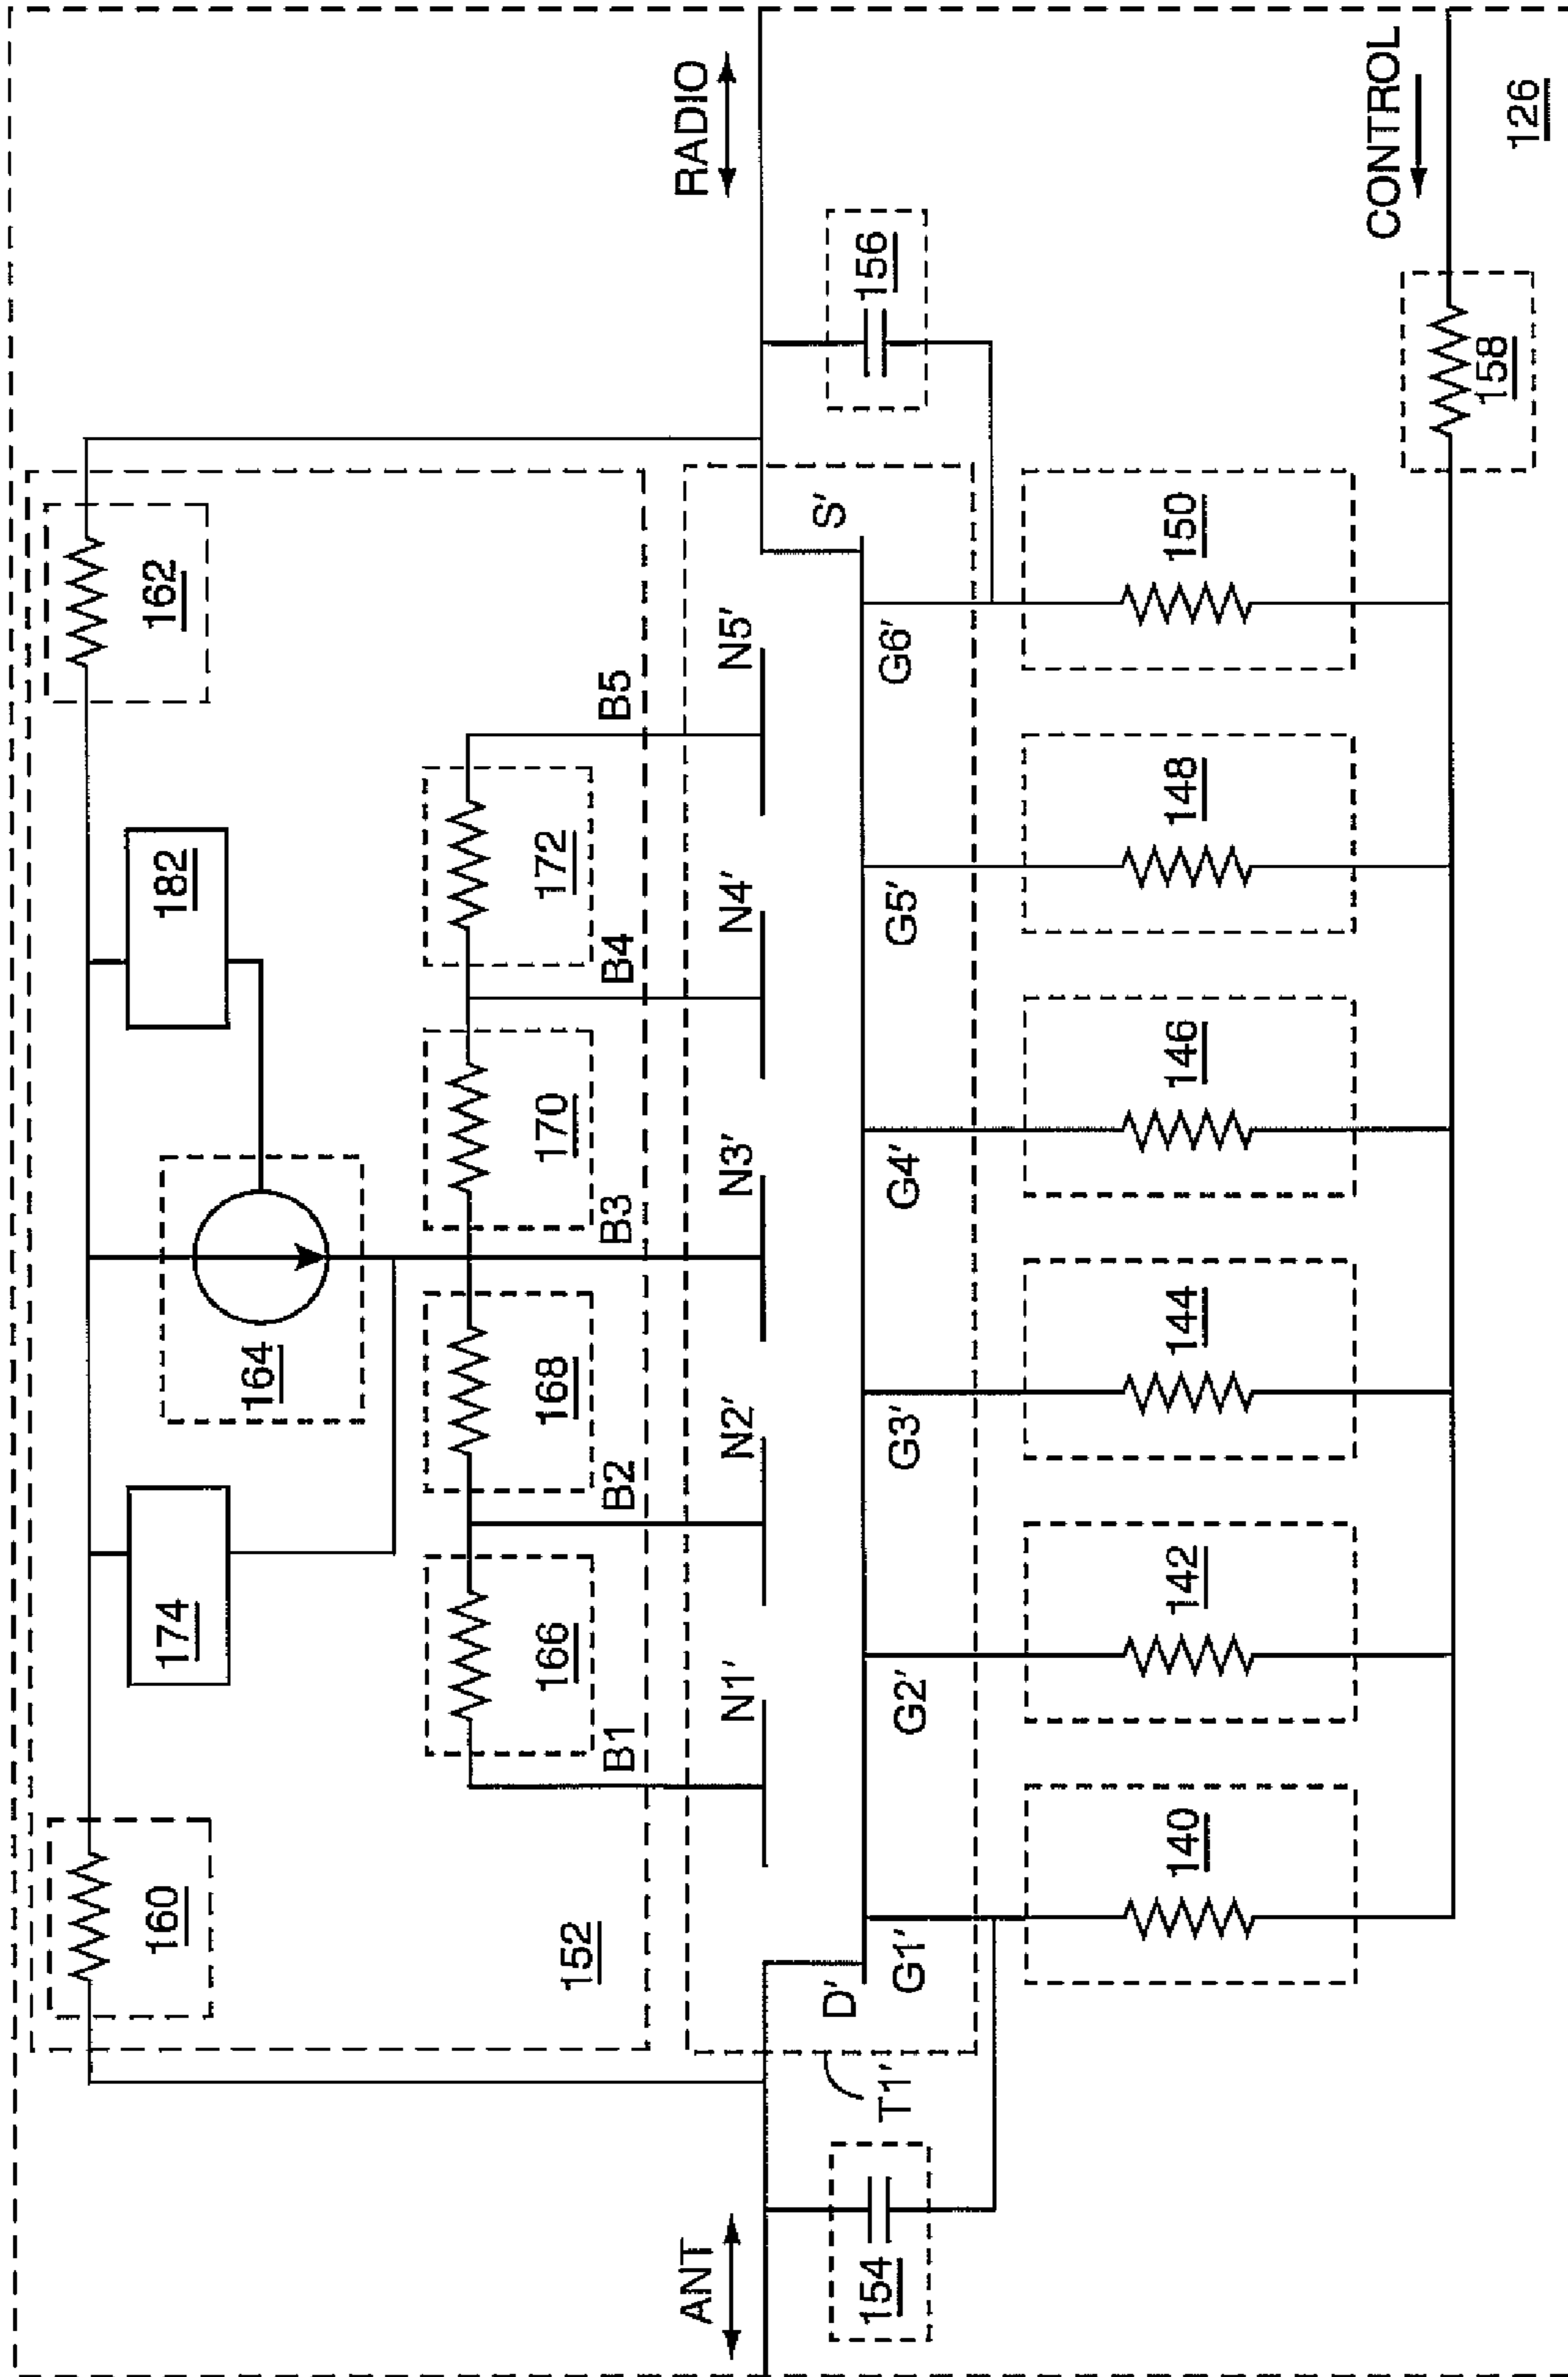 160
162
174
182
164
152
166
168
170
172
B1
B2
B3
B4
B5
ANT
RADIO
N1′
N2′
N3′
N4′
N5′
D′
S′
T1′
154
156
G1′
G2′
G3′
G4′
G5′
G6′
140
142
144
146
148
150
158
CONTROL
126